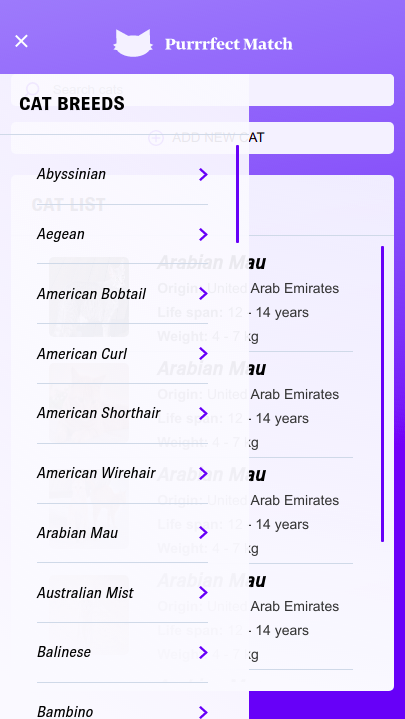 Purrrfect Match
Search cats
CAT BREEDS
ADD NEW CAT
Abyssinian
CAT LIST
Aegean
American Bobtail
American Curl
American Shorthair
American Wirehair
Arabian Mau
Australian Mist
Balinese
Bambino
Arabian Mau
Origin: United Arab Emirates
Life span: 12 - 14 years
Weight: 4 - 7 kg
Arabian Mau
Origin: United Arab Emirates
Life span: 12 - 14 years
Weight: 4 - 7 kg
Arabian Mau
Origin: United Arab Emirates
Life span: 12 - 14 years
Weight: 4 - 7 kg
Arabian Mau
Origin: United Arab Emirates
Life span: 12 - 14 years
Weight: 4 - 7 kg